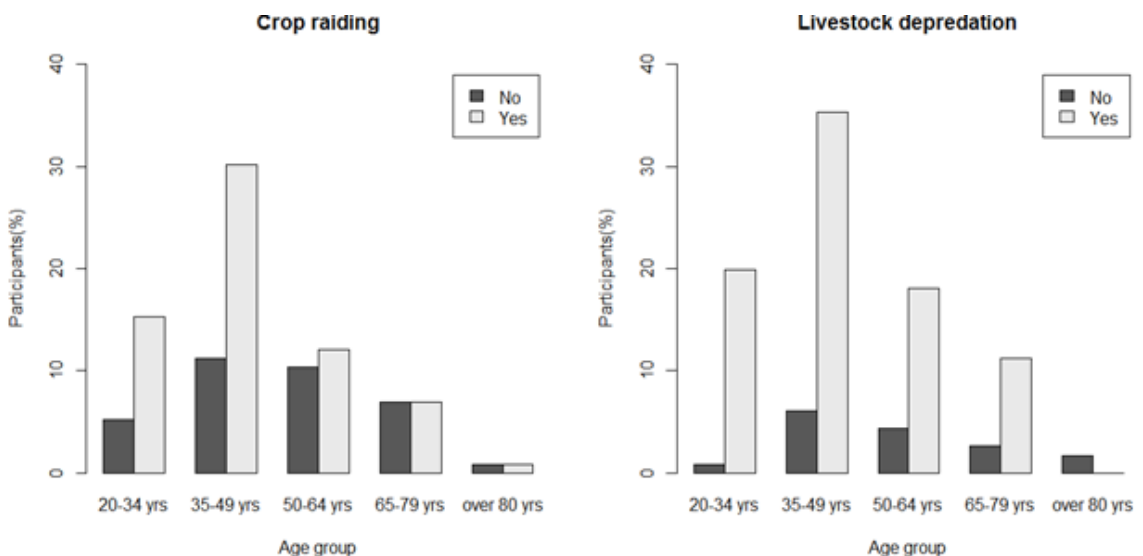 Crop raiding
40
30
20
10
0
Participants(%)
No
Yes
20-34 yrs 35-49 yrs 50-64 yrs 65-79 yrs over 80 yrs
Age group
Livestock depredation
40
30
20
10
0
Participants(%)
No
Yes
20-34 yrs 35-49 yrs 50-64 yrs 65-79 yrs over 80 yrs
Age group